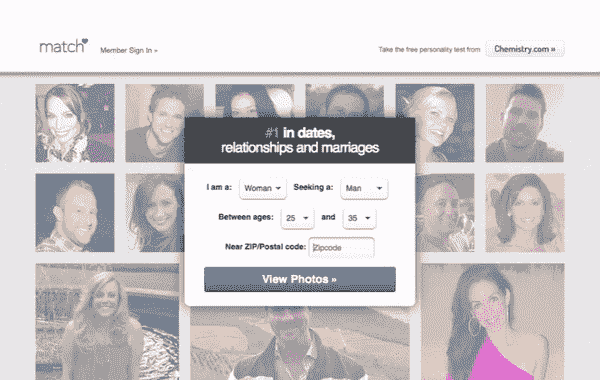 match
Member Sign In »
Take the free personality test from
Chemistry.com »
#1 in dates,
relationships and marriages
I am a: Woman Seeking a: Man
Between ages: 25 and 35
Near ZIP/Postal code: Zipcode
View Photos »